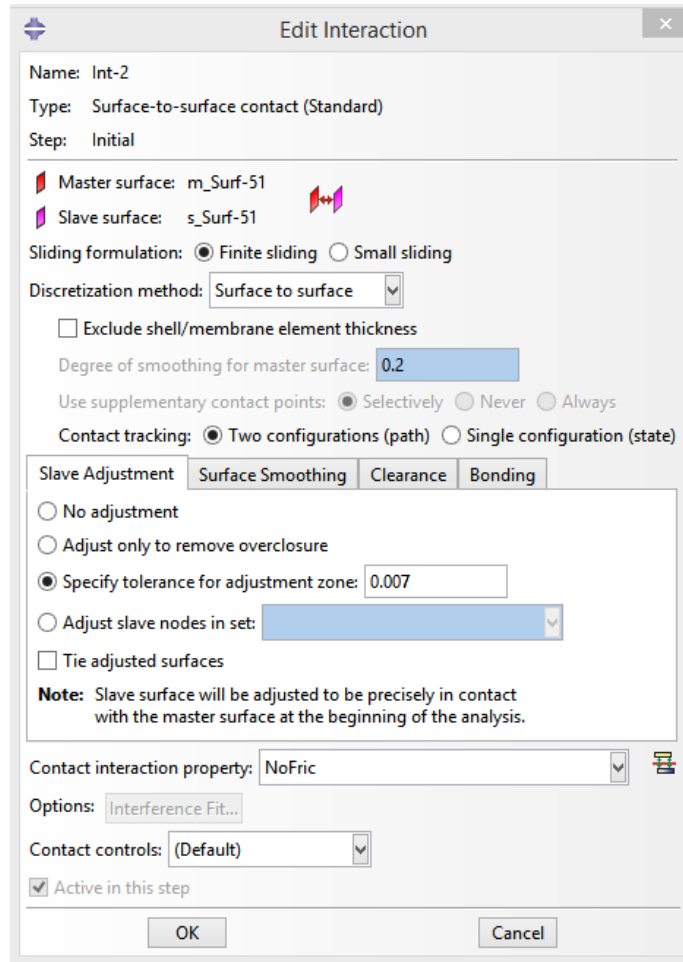 Edit Interaction
Name: Int-2
Type: Surface-to-surface contact (Standard)
Step: Initial
Master surface: m_Surf-51
Slave surface: s_Surf-51
Sliding formulation: Finite sliding Small sliding
Discretization method: Surface to surface
Exclude shell/membrane element thickness
Degree of smoothing for master surface: 0.2
Use supplementary contact points: Selectively Never Always
Contact tracking: Two configurations (path) Single configuration (state)
Slave Adjustment Surface Smoothing Clearance Bonding
No adjustment
Adjust only to remove overclosure
Specify tolerance for adjustment zone: 0.007
Adjust slave nodes in set:
Tie adjusted surfaces
Note: Slave surface will be adjusted to be precisely in contact
with the master surface at the beginning of the analysis.
Contact interaction property: NoFric
Options: Interference Fit...
Contact controls: (Default)
Active in this step
OK Cancel